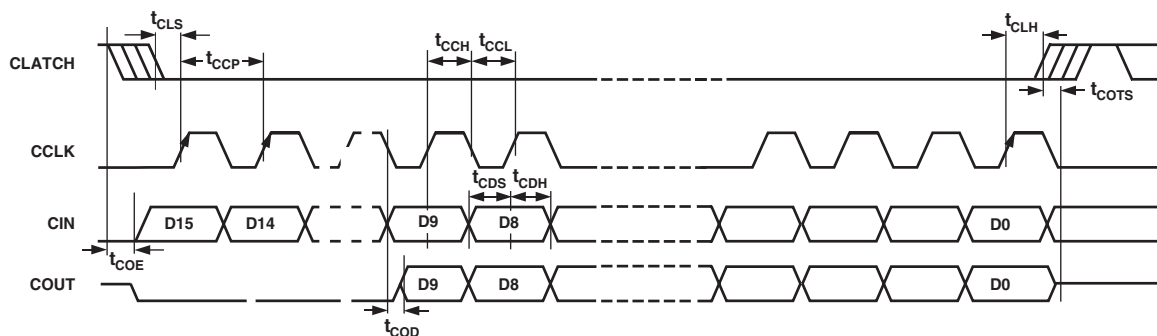 tCLS
tCCH
tCCL
tCLH
CLATCH
tCCP
tCOTS
CCLK
tCDS
tCDH
CIN
D15
D14
D9
D8
D0
tCOE
COUT
D9
D8
D0
tCOD